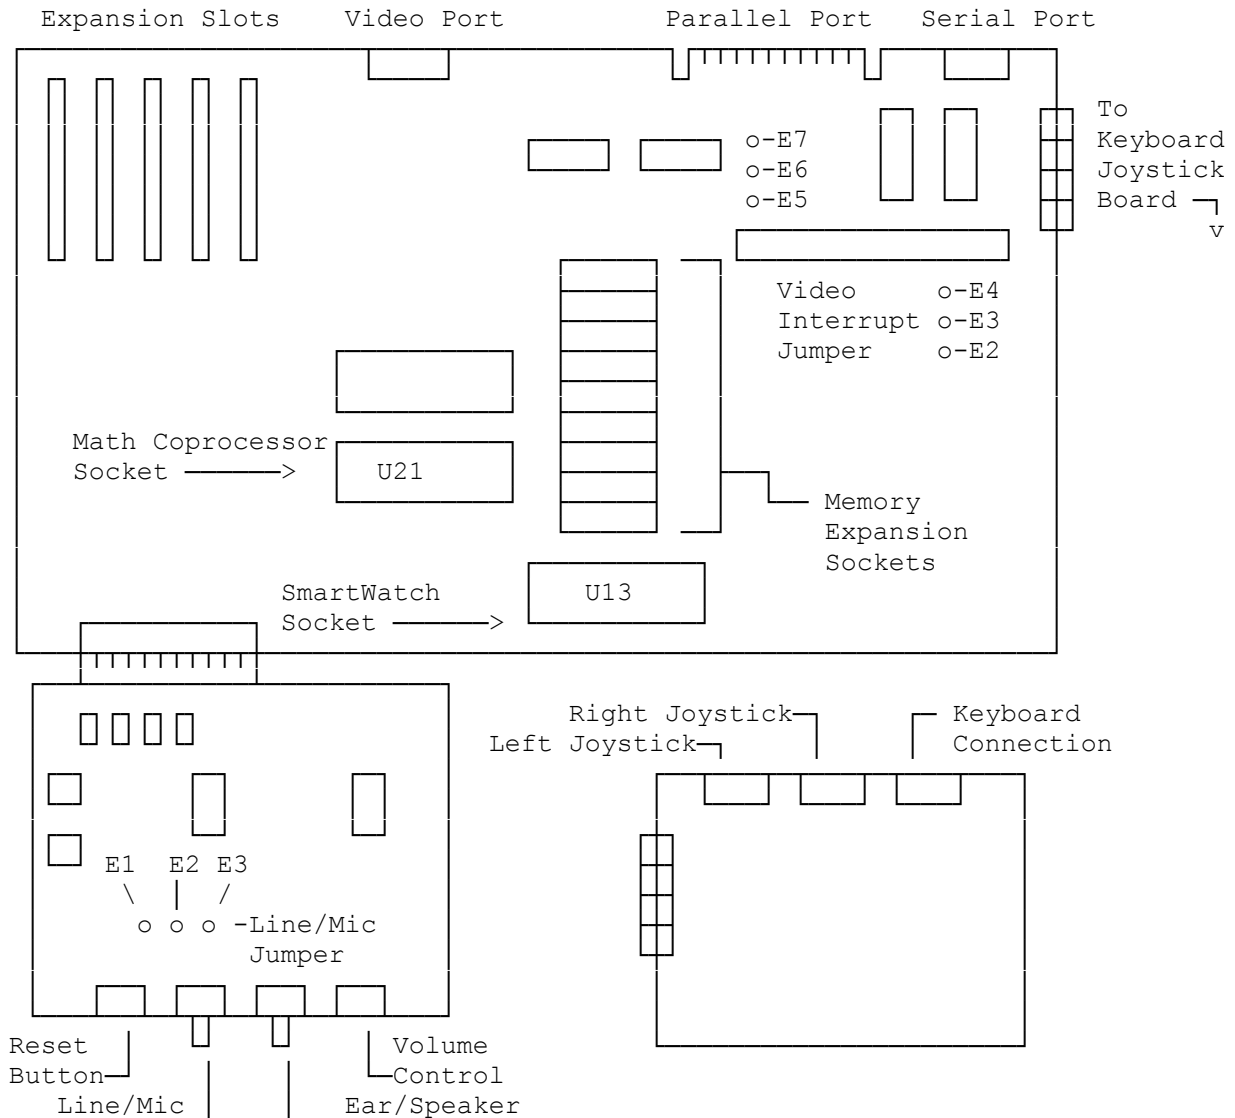 Expansion Slots Video Port Parallel Port Serial Port
To
o-E7 Keyboard
o-E6 Joystick
o-E5 Board
v
Video o-E4
Interrupt o-E3
Jumper o-E2
Math Coprocessor
Socket ———> U21
Memory
Expansion
Sockets
SmartWatch U13
Socket ———>
Right Joystick Keyboard
Left Joystick Connection
E1 E2 E3
\ | /
o o o -Line/Mic
Jumper
Reset Volume
Button Control
Line/Mic Ear/Speaker